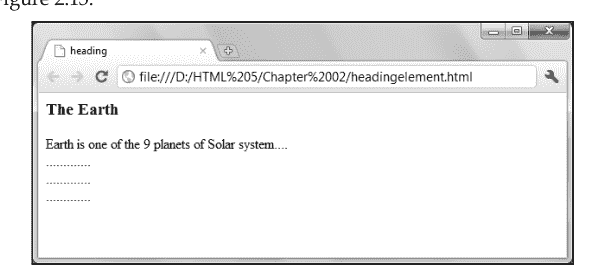 Figure 2.13:
heading
file:///D:/HTML%205/Chapter%2002/headingelement.html
The Earth
Earth is one of the 9 planets of Solar system....
.............
.............
.............